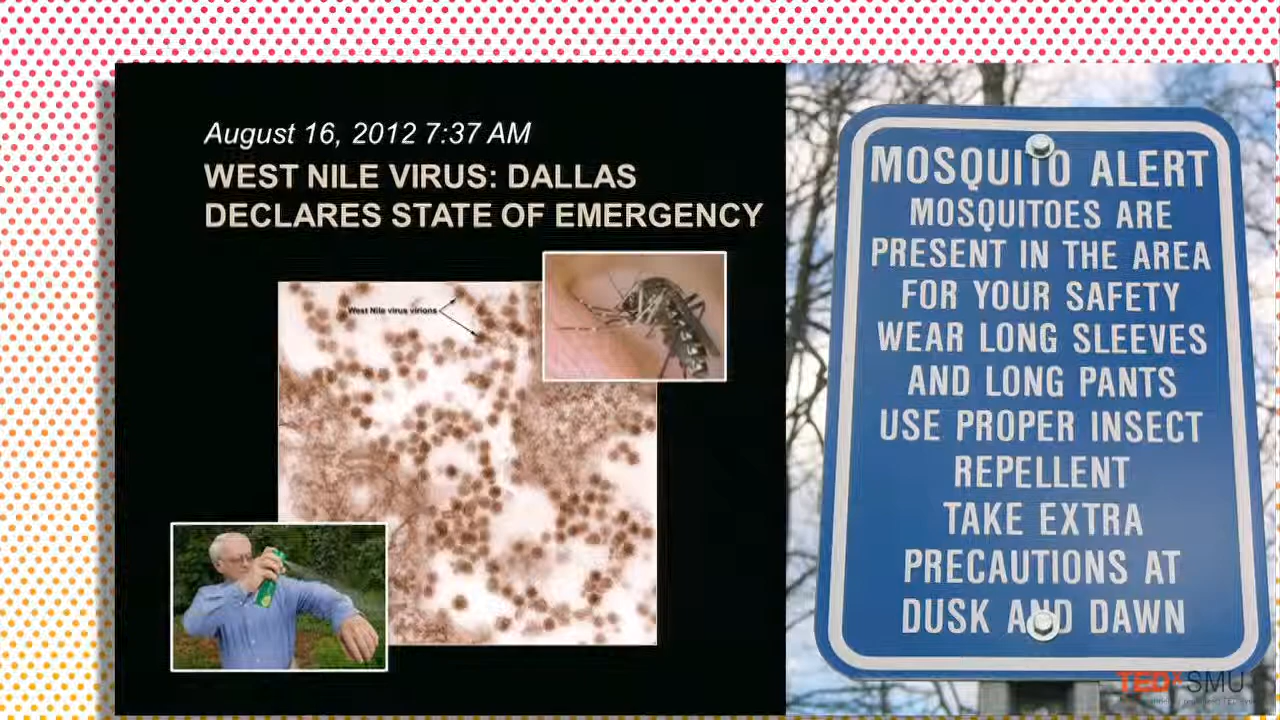 August 16, 2012 7:37 AM
WEST NILE VIRUS: DALLAS
DECLARES STATE OF EMERGENCY
West Nile virus virions
MOSQUITO ALERT
MOSQUITOES ARE
PRESENT IN THE AREA
FOR YOUR SAFETY
WEAR LONG SLEEVES
AND LONG PANTS
USE PROPER INSECT
REPELLENT
TAKE EXTRA
PRECAUTIONS AT
DUSK AND DAWN
TEDxSMU